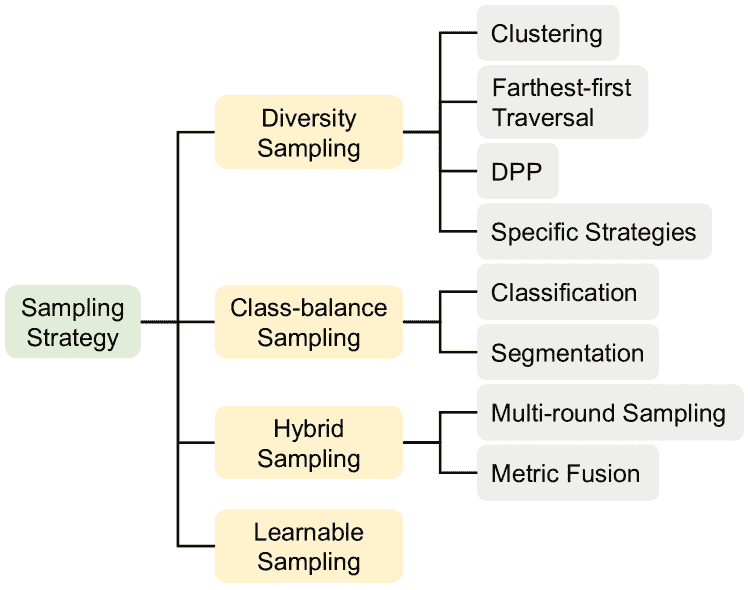 Sampling
Strategy
Diversity
Sampling
Clustering
Farthest-first
Traversal
DPP
Specific Strategies
Class-balance
Sampling
Classification
Segmentation
Hybrid
Sampling
Multi-round Sampling
Metric Fusion
Learnable
Sampling